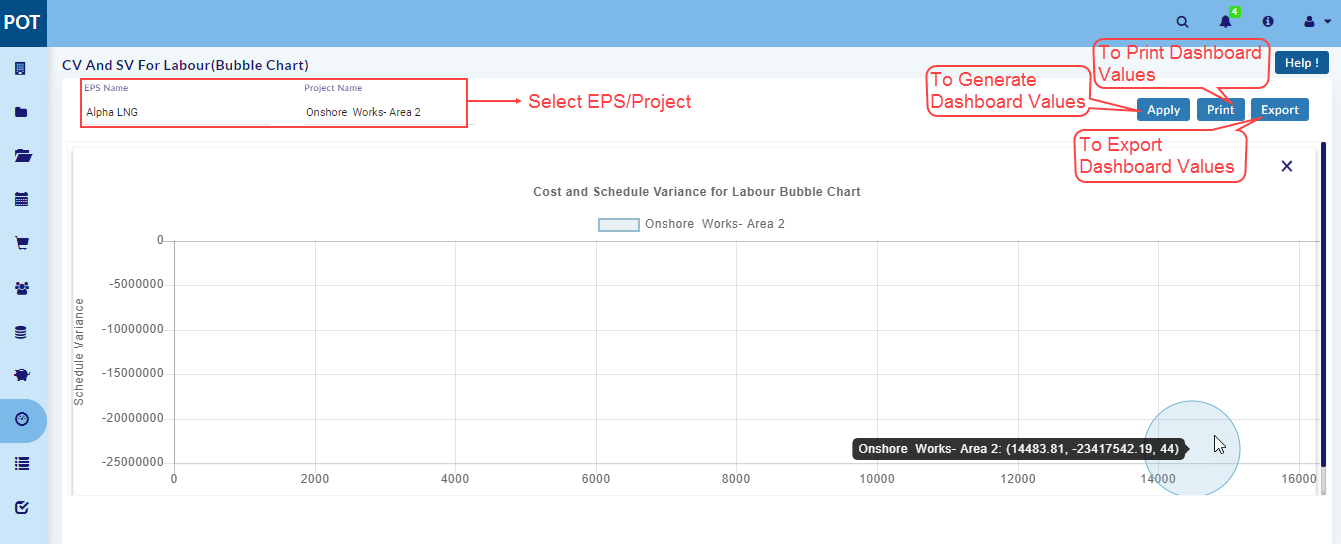 POT
4
CV And SV For Labour(Bubble Chart)
Help !
EPS Name
Project Name
Alpha LNG
Onshore Works- Area 2
Select EPS/Project
To Generate
Dashboard Values
To Print Dashboard
Values
To Export
Dashboard Values
Apply
Print
Export
Cost and Schedule Variance for Labour Bubble Chart
Onshore Works- Area 2
Schedule Variance
0
-5000000
-10000000
-15000000
-20000000
-25000000
Onshore Works- Area 2: (14483.81, -23417542.19, 44)
0
2000
4000
6000
8000
10000
12000
14000
16000